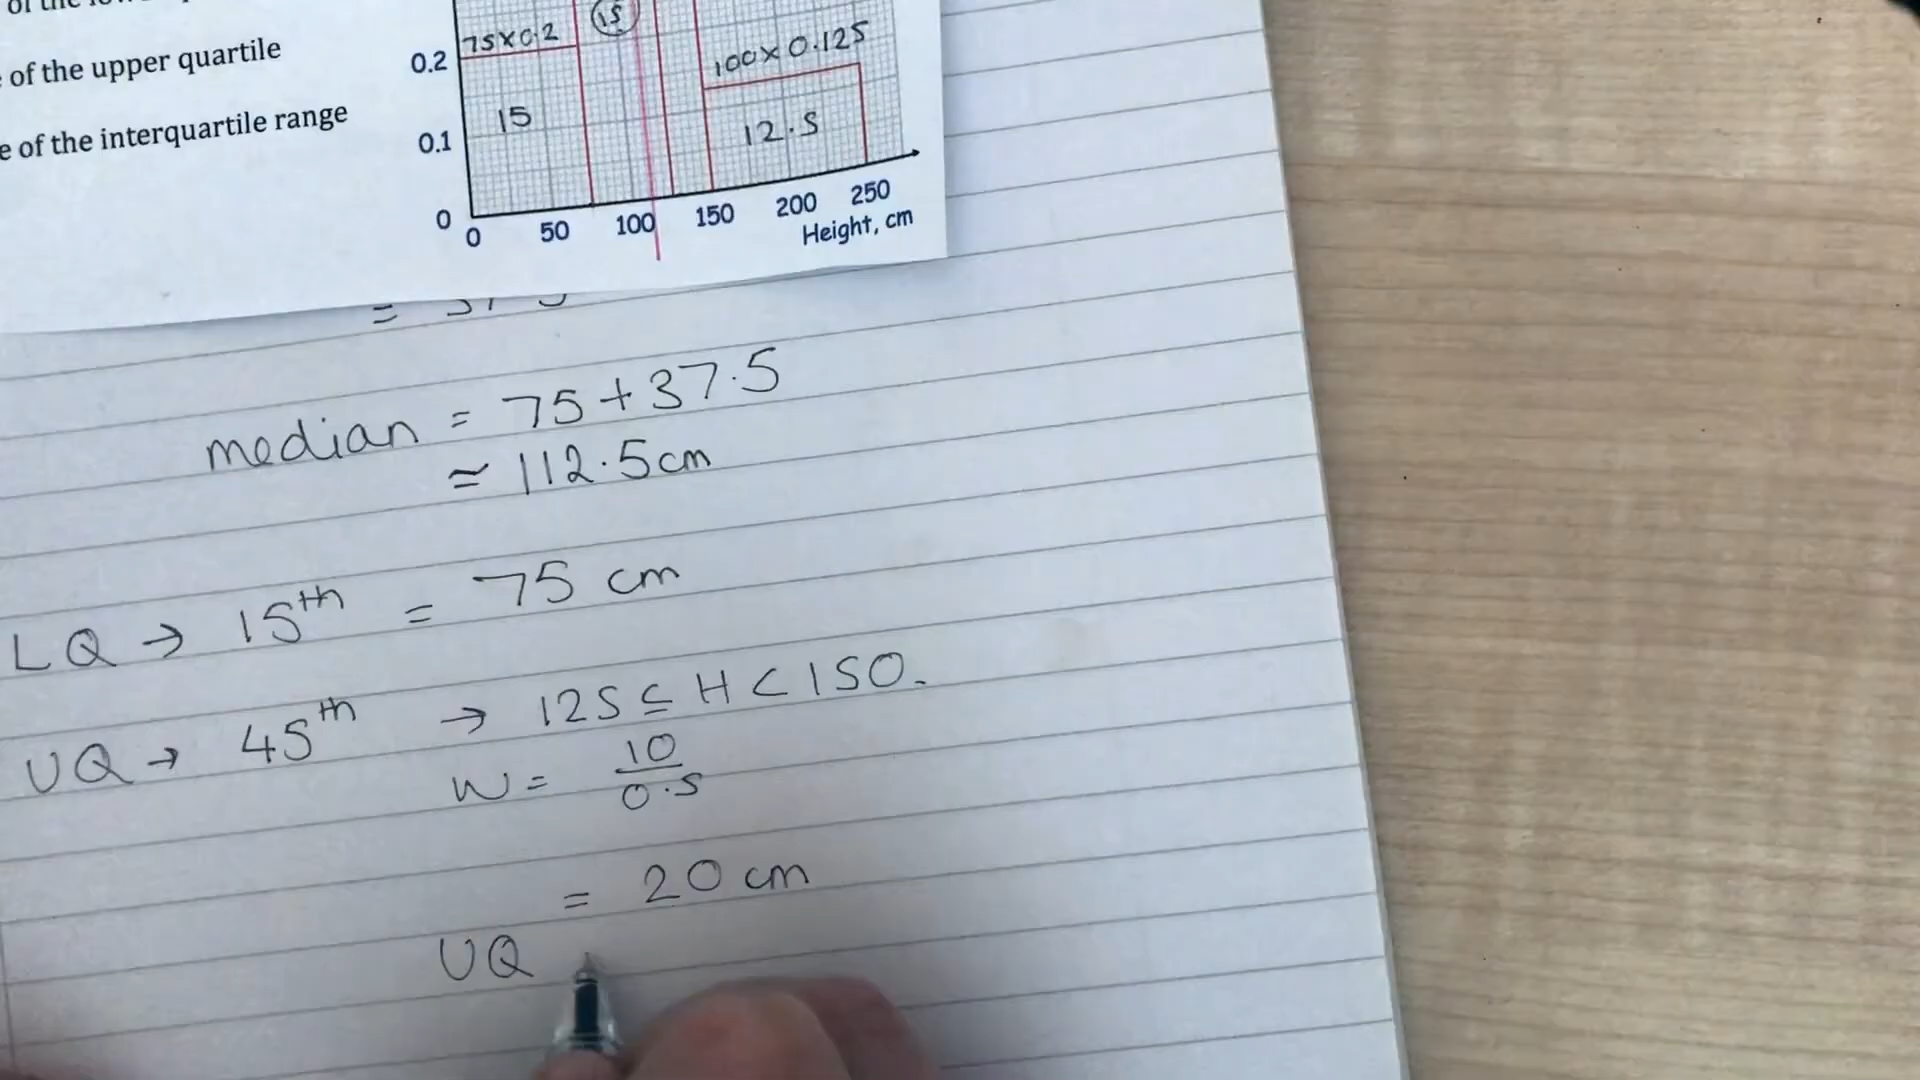 of the upper quartile
e of the interquartile range
0.2
0.1
0
0 50 100 150 200 250
Height, cm
75×0.2
15
15
100×0.125
12.5
median = 75+37.5
≃ 112.5cm
LQ → 15th = 75 cm
UQ → 45th → 125≤H<150.
W = 10
0.5
= 20 cm
UQ